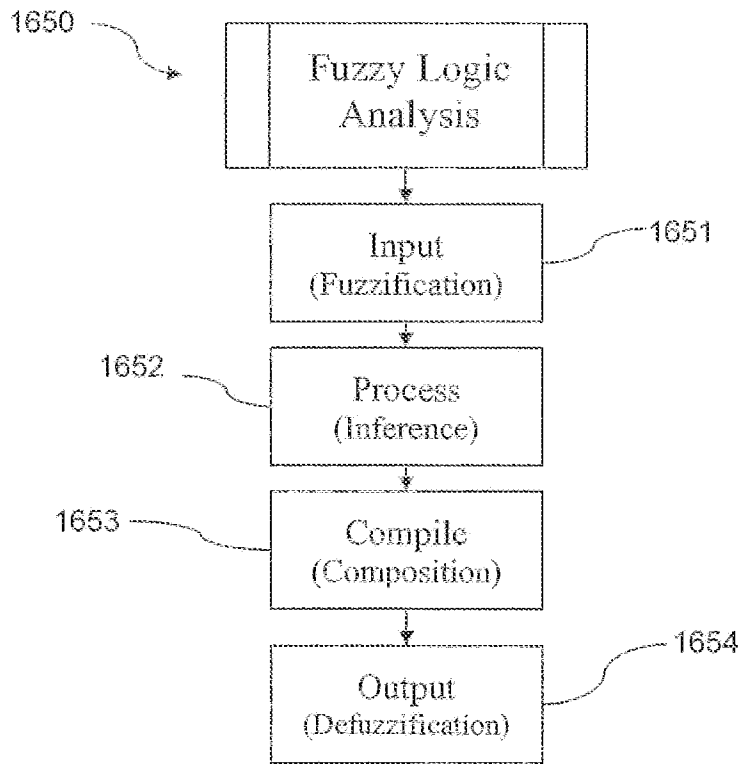 1650
Fuzzy Logic
Analysis
Input
(Fuzzification)
1651
1652
Process
(Inference)
1653
Compile
(Composition)
1654
Output
(Defuzzification)